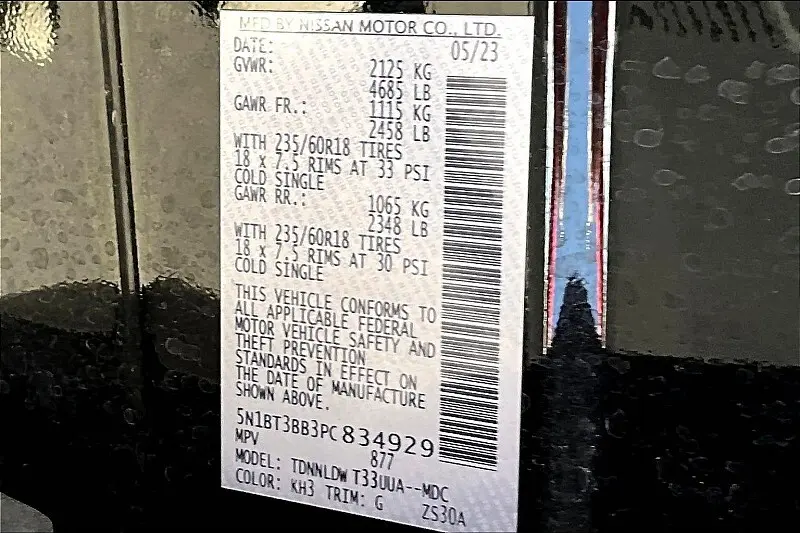 MFD BY NISSAN MOTOR CO., LTD.
DATE: 05/23
GVWR: 2125 KG
4685 LB
GAWR FR.: 1115 KG
2458 LB
WITH 235/60R18 TIRES
18 x 7.5 RIMS AT 33 PSI
COLD SINGLE
GAWR RR.: 1065 KG
2348 LB
WITH 235/60R18 TIRES
18 x 7.5 RIMS AT 30 PSI
COLD SINGLE
THIS VEHICLE CONFORMS TO
ALL APPLICABLE FEDERAL
MOTOR VEHICLE SAFETY AND
THEFT PREVENTION
STANDARDS IN EFFECT ON
THE DATE OF MANUFACTURE
SHOWN ABOVE.
5N1BT3BB3PC834929
MPV 877
MODEL: TDNNLDW T33UUA--MDC
COLOR: KH3 TRIM: G ZS30A